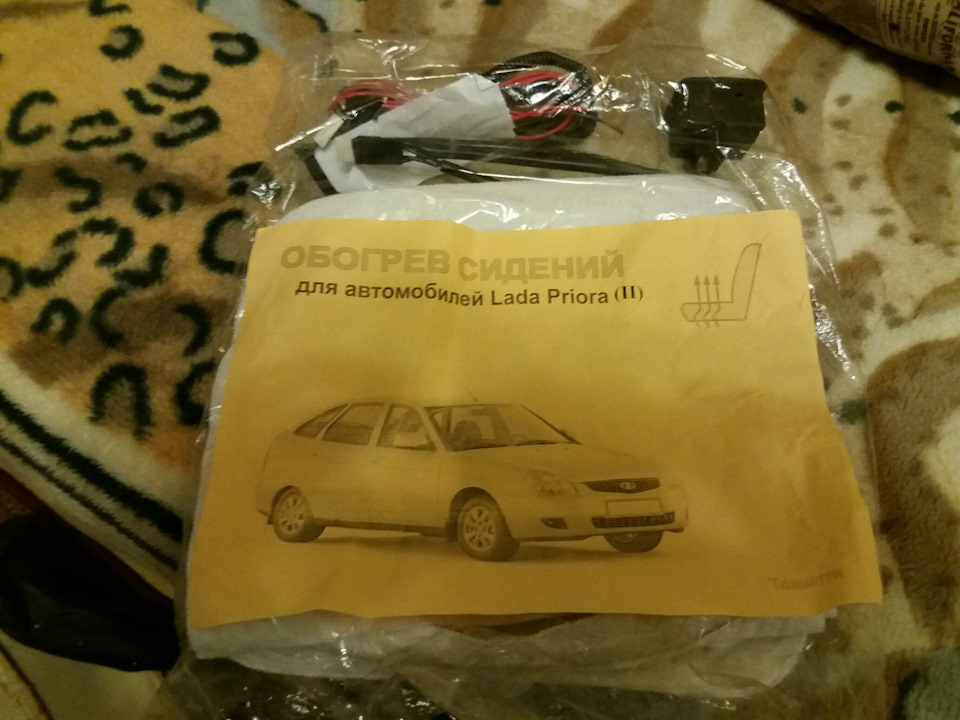 ОБОГРЕВ СИДЕНИЙ
для автомобилей Lada Priora (II)